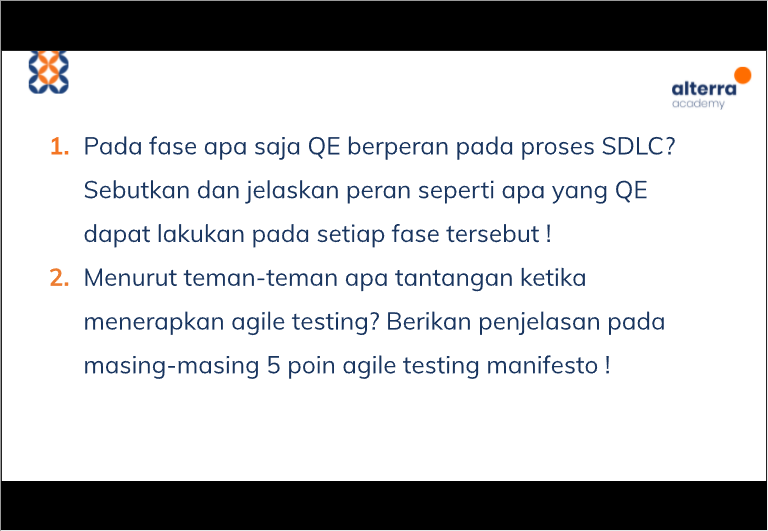 alterra
academy
1. Pada fase apa saja QE berperan pada proses SDLC?
Sebutkan dan jelaskan peran seperti apa yang QE
dapat lakukan pada setiap fase tersebut !
2. Menurut teman-teman apa tantangan ketika
menerapkan agile testing? Berikan penjelasan pada
masing-masing 5 poin agile testing manifesto !